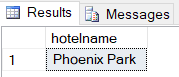 Results Messages
hotelname
1 Phoenix Park